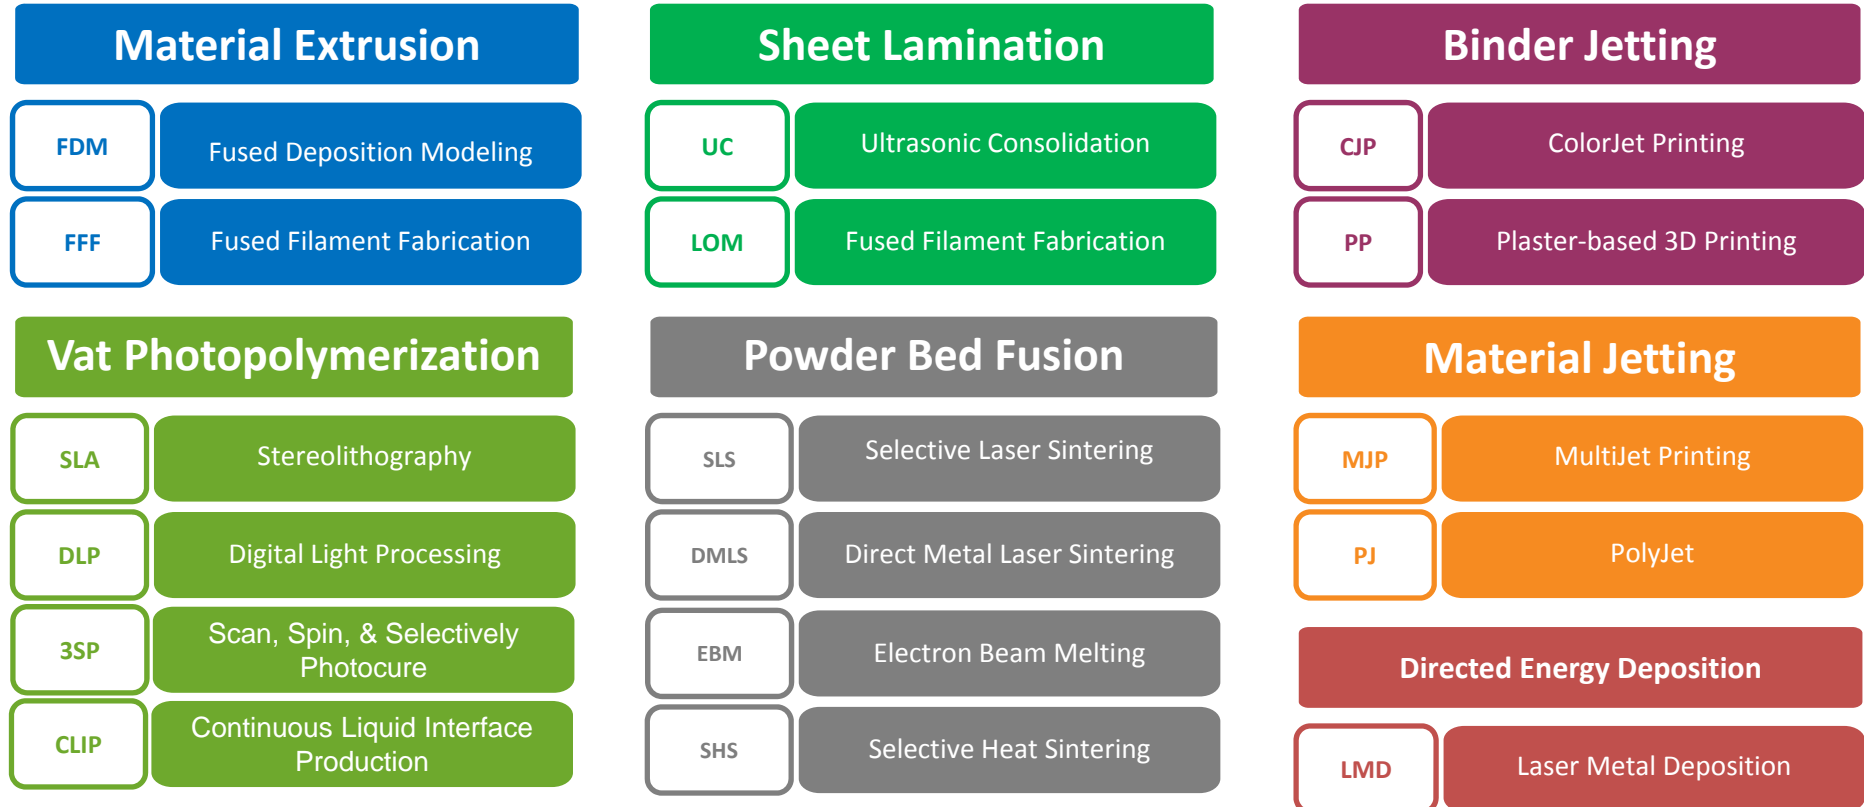 Material Extrusion
FDM
Fused Deposition Modeling
FFF
Fused Filament Fabrication
Sheet Lamination
UC
Ultrasonic Consolidation
LOM
Fused Filament Fabrication
Binder Jetting
CJP
ColorJet Printing
PP
Plaster-based 3D Printing
Vat Photopolymerization
SLA
Stereolithography
DLP
Digital Light Processing
3SP
Scan, Spin, & Selectively
Photocure
CLIP
Continuous Liquid Interface
Production
Powder Bed Fusion
SLS
Selective Laser Sintering
DMLS
Direct Metal Laser Sintering
EBM
Electron Beam Melting
SHS
Selective Heat Sintering
Material Jetting
MJP
MultiJet Printing
PJ
PolyJet
Directed Energy Deposition
LMD
Laser Metal Deposition